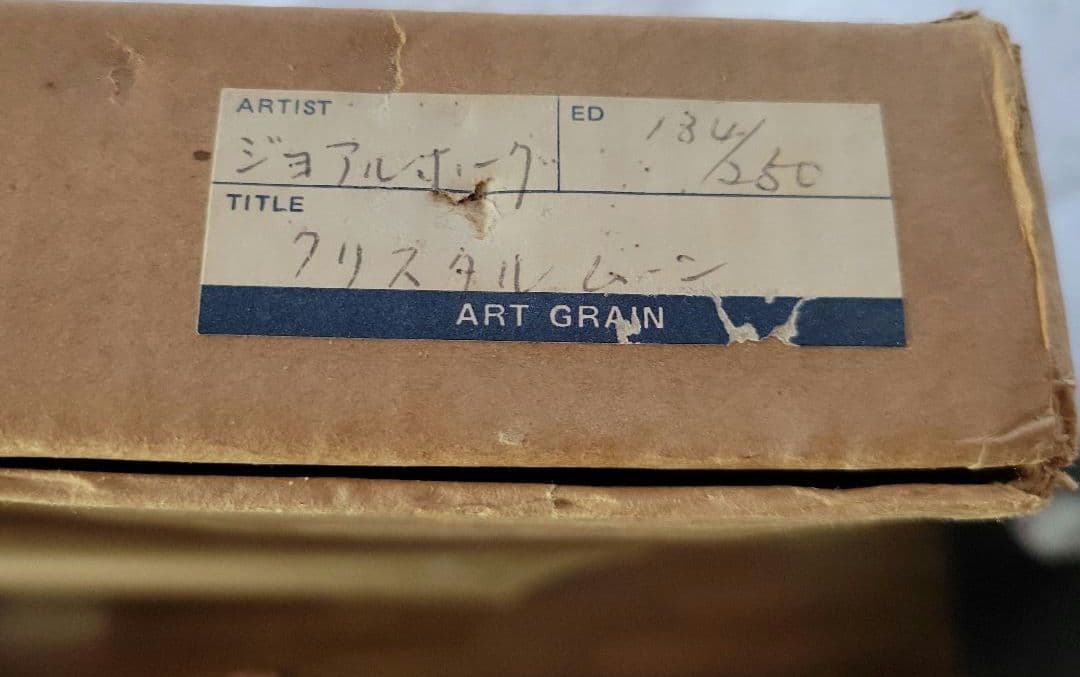 ARTIST
ジョアルホーグ
ED
134/250
TITLE
クリスタル ムーン
ART GRAIN